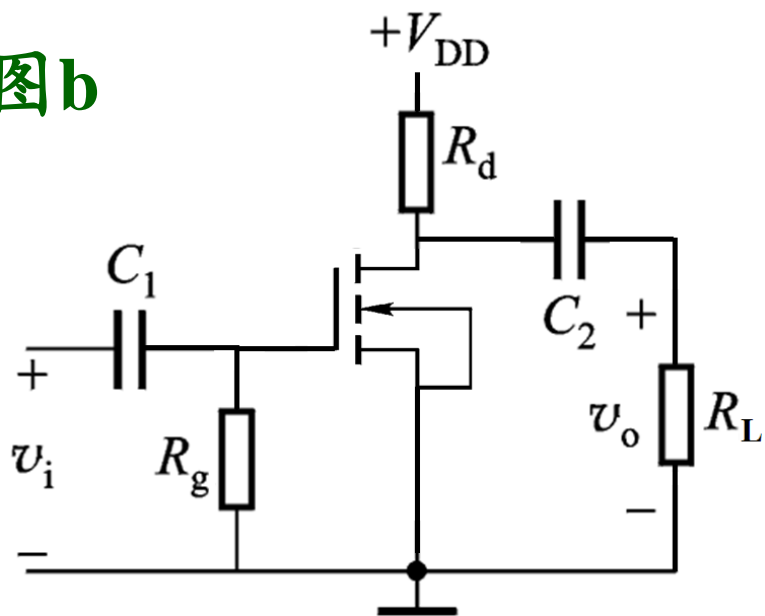 图b
+V_DD
R_d
C_1
C_2
+
+
v_i
R_g
v_o
R_L
−
−